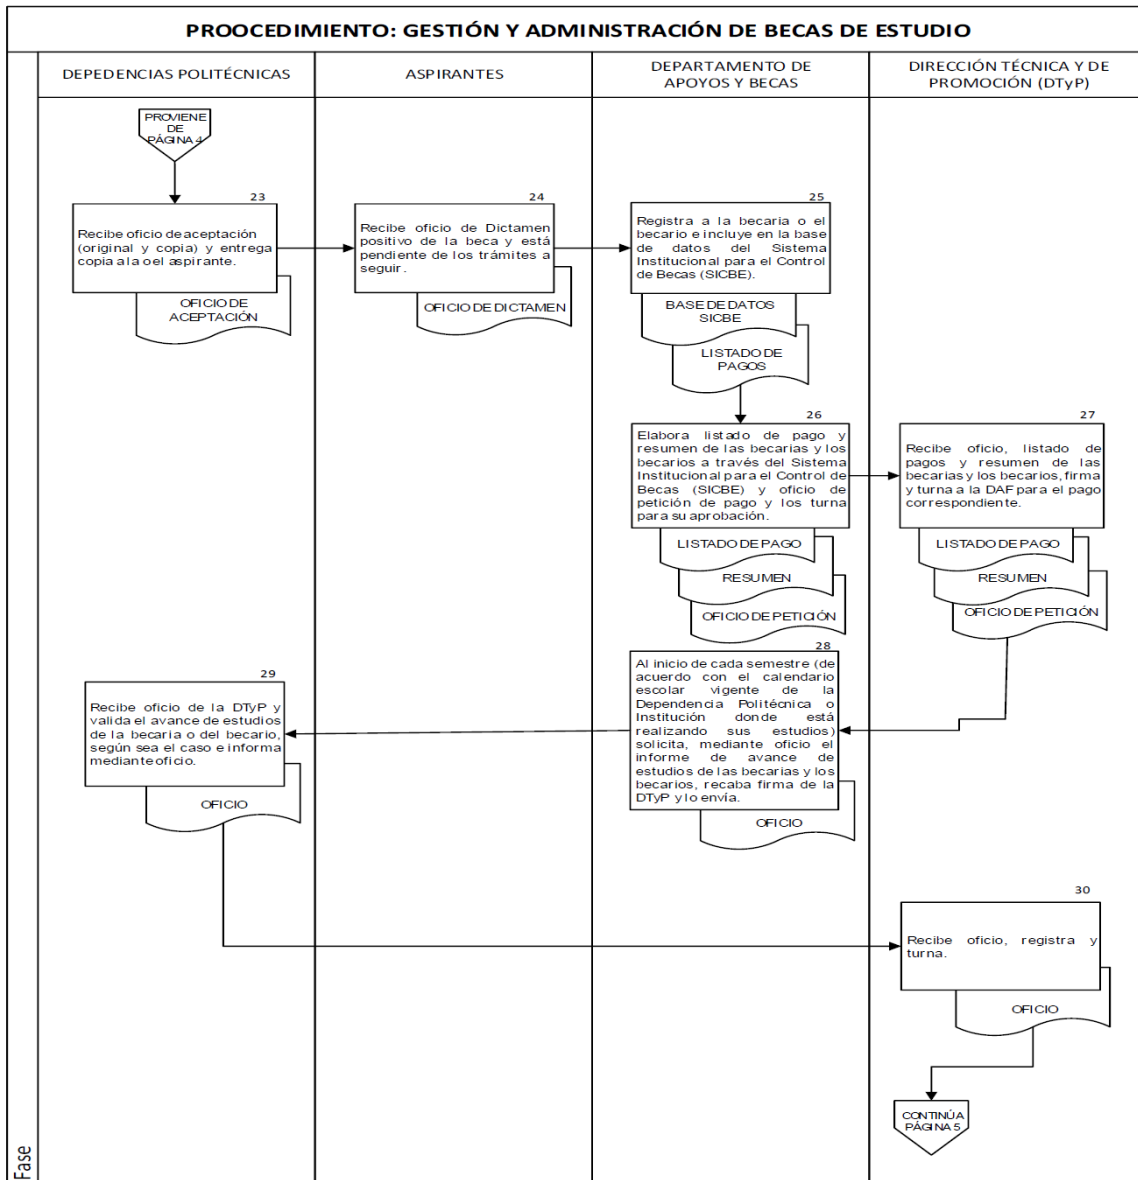 PROOCEDIMIENTO: GESTIÓN Y ADMINISTRACIÓN DE BECAS DE ESTUDIO
DEPEDENCIAS POLITÉCNICAS
ASPIRANTES
DEPARTAMENTO DE
APOYOS Y BECAS
DIRECCIÓN TÉCNICA Y DE
PROMOCIÓN (DTyP)
PROVIENE
DE
PÁGINA 4
23
Recibe oficio de aceptación
(original y copia) y entrega
copia a la o el aspirante.
OFICIO DE
ACEPTACIÓN
24
Recibe oficio de Dictamen
positivo de la beca y está
pendiente de los trámites a
seguir.
OFICIO DE DICTAMEN
25
Registra a la becaria o el
becario e incluye en la base
de datos del Sistema
Institucional para el Control
de Becas (SICBE).
BASE DE DATOS
SICBE
LISTADO DE
PAGOS
26
Elabora listado de pago y
resumen de las becarias y los
becarios a través del Sistema
Institucional para el Control de
Becas (SICBE) y oficio de
petición de pago y los turna
para su aprobación.
LISTADO DE PAGO
RESUMEN
OFICIO DE PETICIÓN
27
Recibe oficio, listado de
pagos y resumen de las
becarias y los becarios, firma
y turna a la DAF para el pago
correspondiente.
LISTADO DE PAGO
RESUMEN
OFICIO DE PETICIÓN
28
Al inicio de cada semestre (de
acuerdo con el calendario
escolar vigente de la
Dependencia Politécnica o
Institución donde está
realizando sus estudios)
solicita, mediante oficio el
informe de avance de
estudios de las becarias y los
becarios, recaba firma de la
DTyP y lo envía.
OFICIO
29
Recibe oficio de la DTyP y
valida el avance de estudios
de la becaria o del becario,
según sea el caso e informa
mediante oficio.
OFICIO
30
Recibe oficio, registra y
turna.
OFICIO
CONTINÚA
PÁGINA 5
Fase